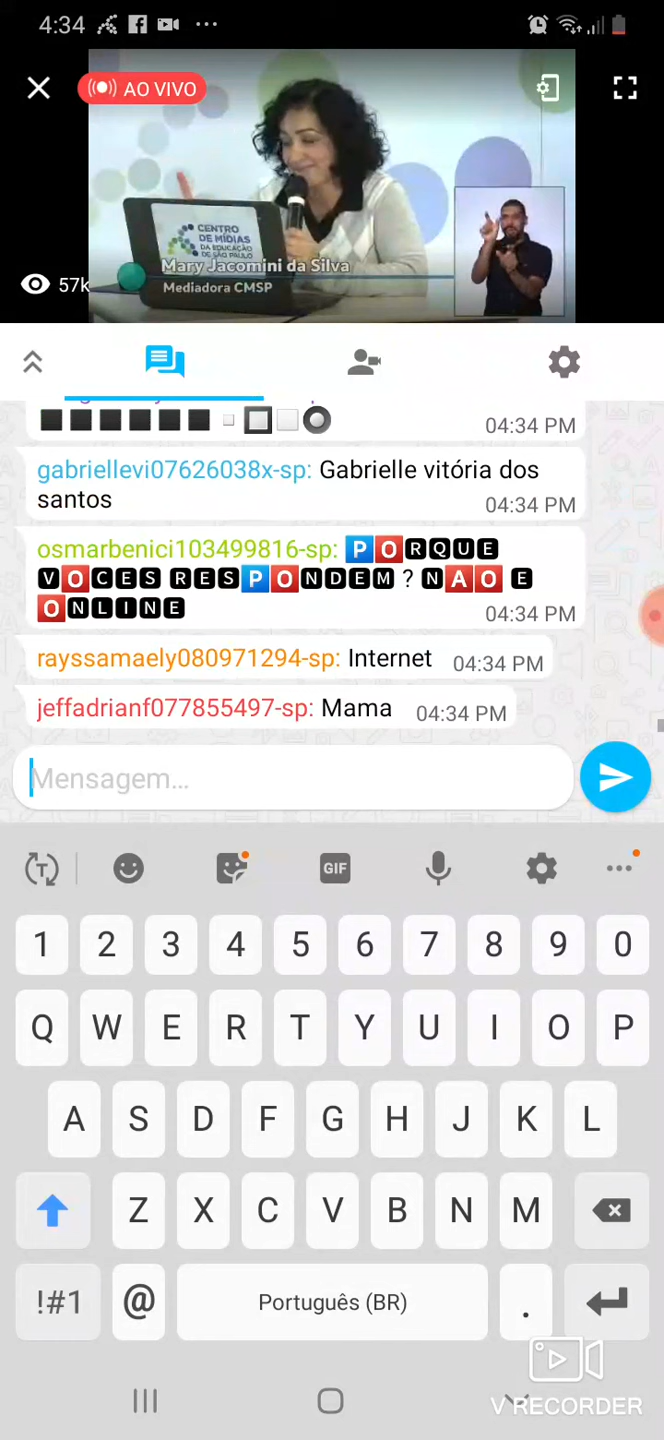 4:34
AO VIVO
CENTRO
DE MÍDIAS
DA EDUCAÇÃO
DE SÃO PAULO
Mary Jacomini da Silva
Mediadora CMSP
57k
04:34 PM
gabriellevi07626038x-sp: Gabrielle vitória dos
santos
04:34 PM
osmarbenici103499816-sp: PORQUE
VOCES RESPONDEM ? NAO E
ONLINE
04:34 PM
rayssamaely080971294-sp: Internet 04:34 PM
jeffadrianf077855497-sp: Mama 04:34 PM
Mensagem...
T
GIF
1 2 3 4 5 6 7 8 9 0
Q W E R T Y U I O P
A S D F G H J K L
Z X C V B N M
!#1 @ Português (BR) .
V RECORDER